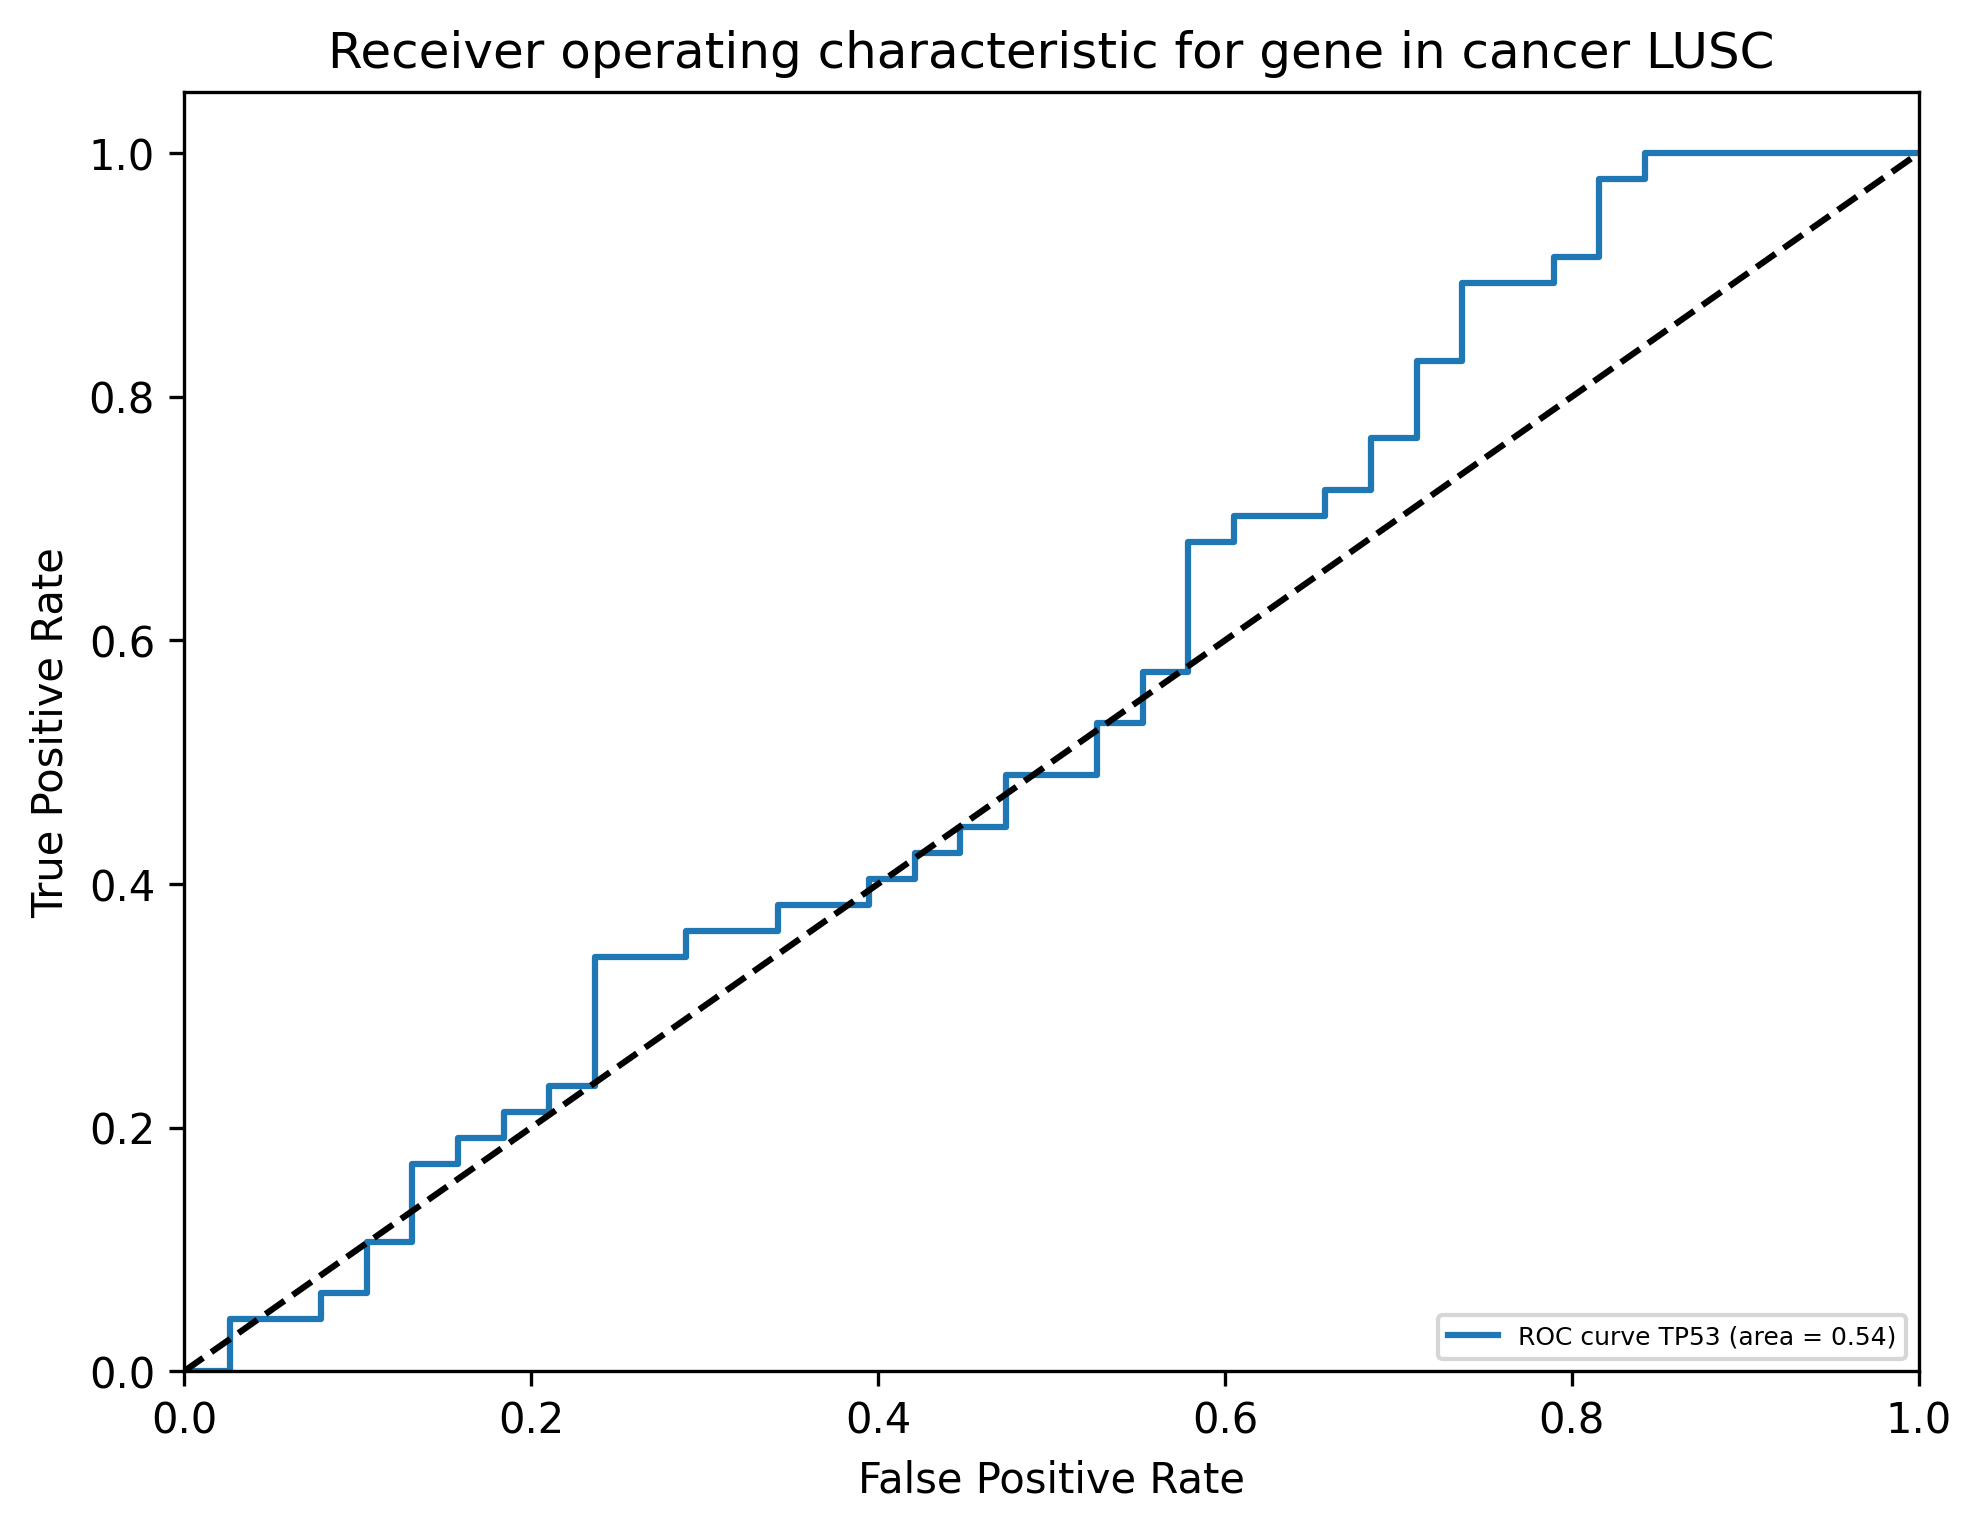 Receiver operating characteristic for gene in cancer LUSC
True Positive Rate
1.0
0.8
0.6
0.4
0.2
0.0
0.0 0.2 0.4 0.6 0.8 1.0
False Positive Rate
ROC curve TP53 (area = 0.54)